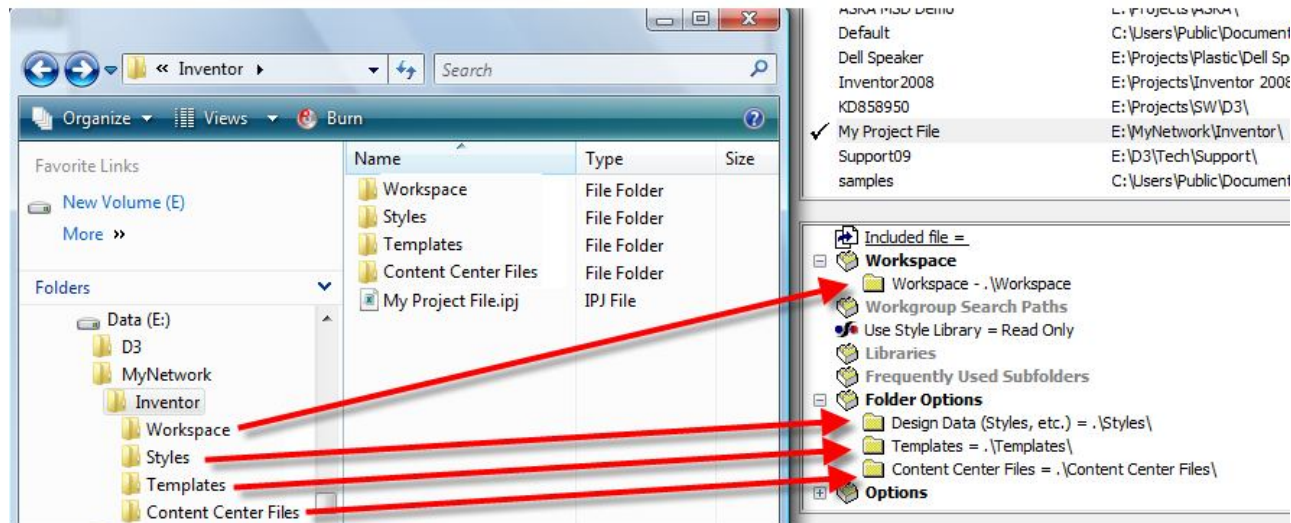 « Inventor ▸
Search
Organize
Views
Burn
Favorite Links
New Volume (E)
More »
Folders
Data (E:)
D3
MyNetwork
Inventor
Workspace
Styles
Templates
Content Center Files
Name Type Size
Workspace File Folder
Styles File Folder
Templates File Folder
Content Center Files File Folder
My Project File.ipj IPJ File
Default C:\Users\Public\Document
Dell Speaker E:\Projects\Plastic\Dell Sp
Inventor2008 E:\Projects\Inventor 2008
KD858950 E:\Projects\SW\D3\
My Project File E:\MyNetwork\Inventor\
Support09 E:\D3\Tech\Support\
samples C:\Users\Public\Document
Included file =
Workspace
Workspace - .\Workspace
Workgroup Search Paths
Use Style Library = Read Only
Libraries
Frequently Used Subfolders
Folder Options
Design Data (Styles, etc.) = .\Styles\
Templates = .\Templates\
Content Center Files = .\Content Center Files\
Options